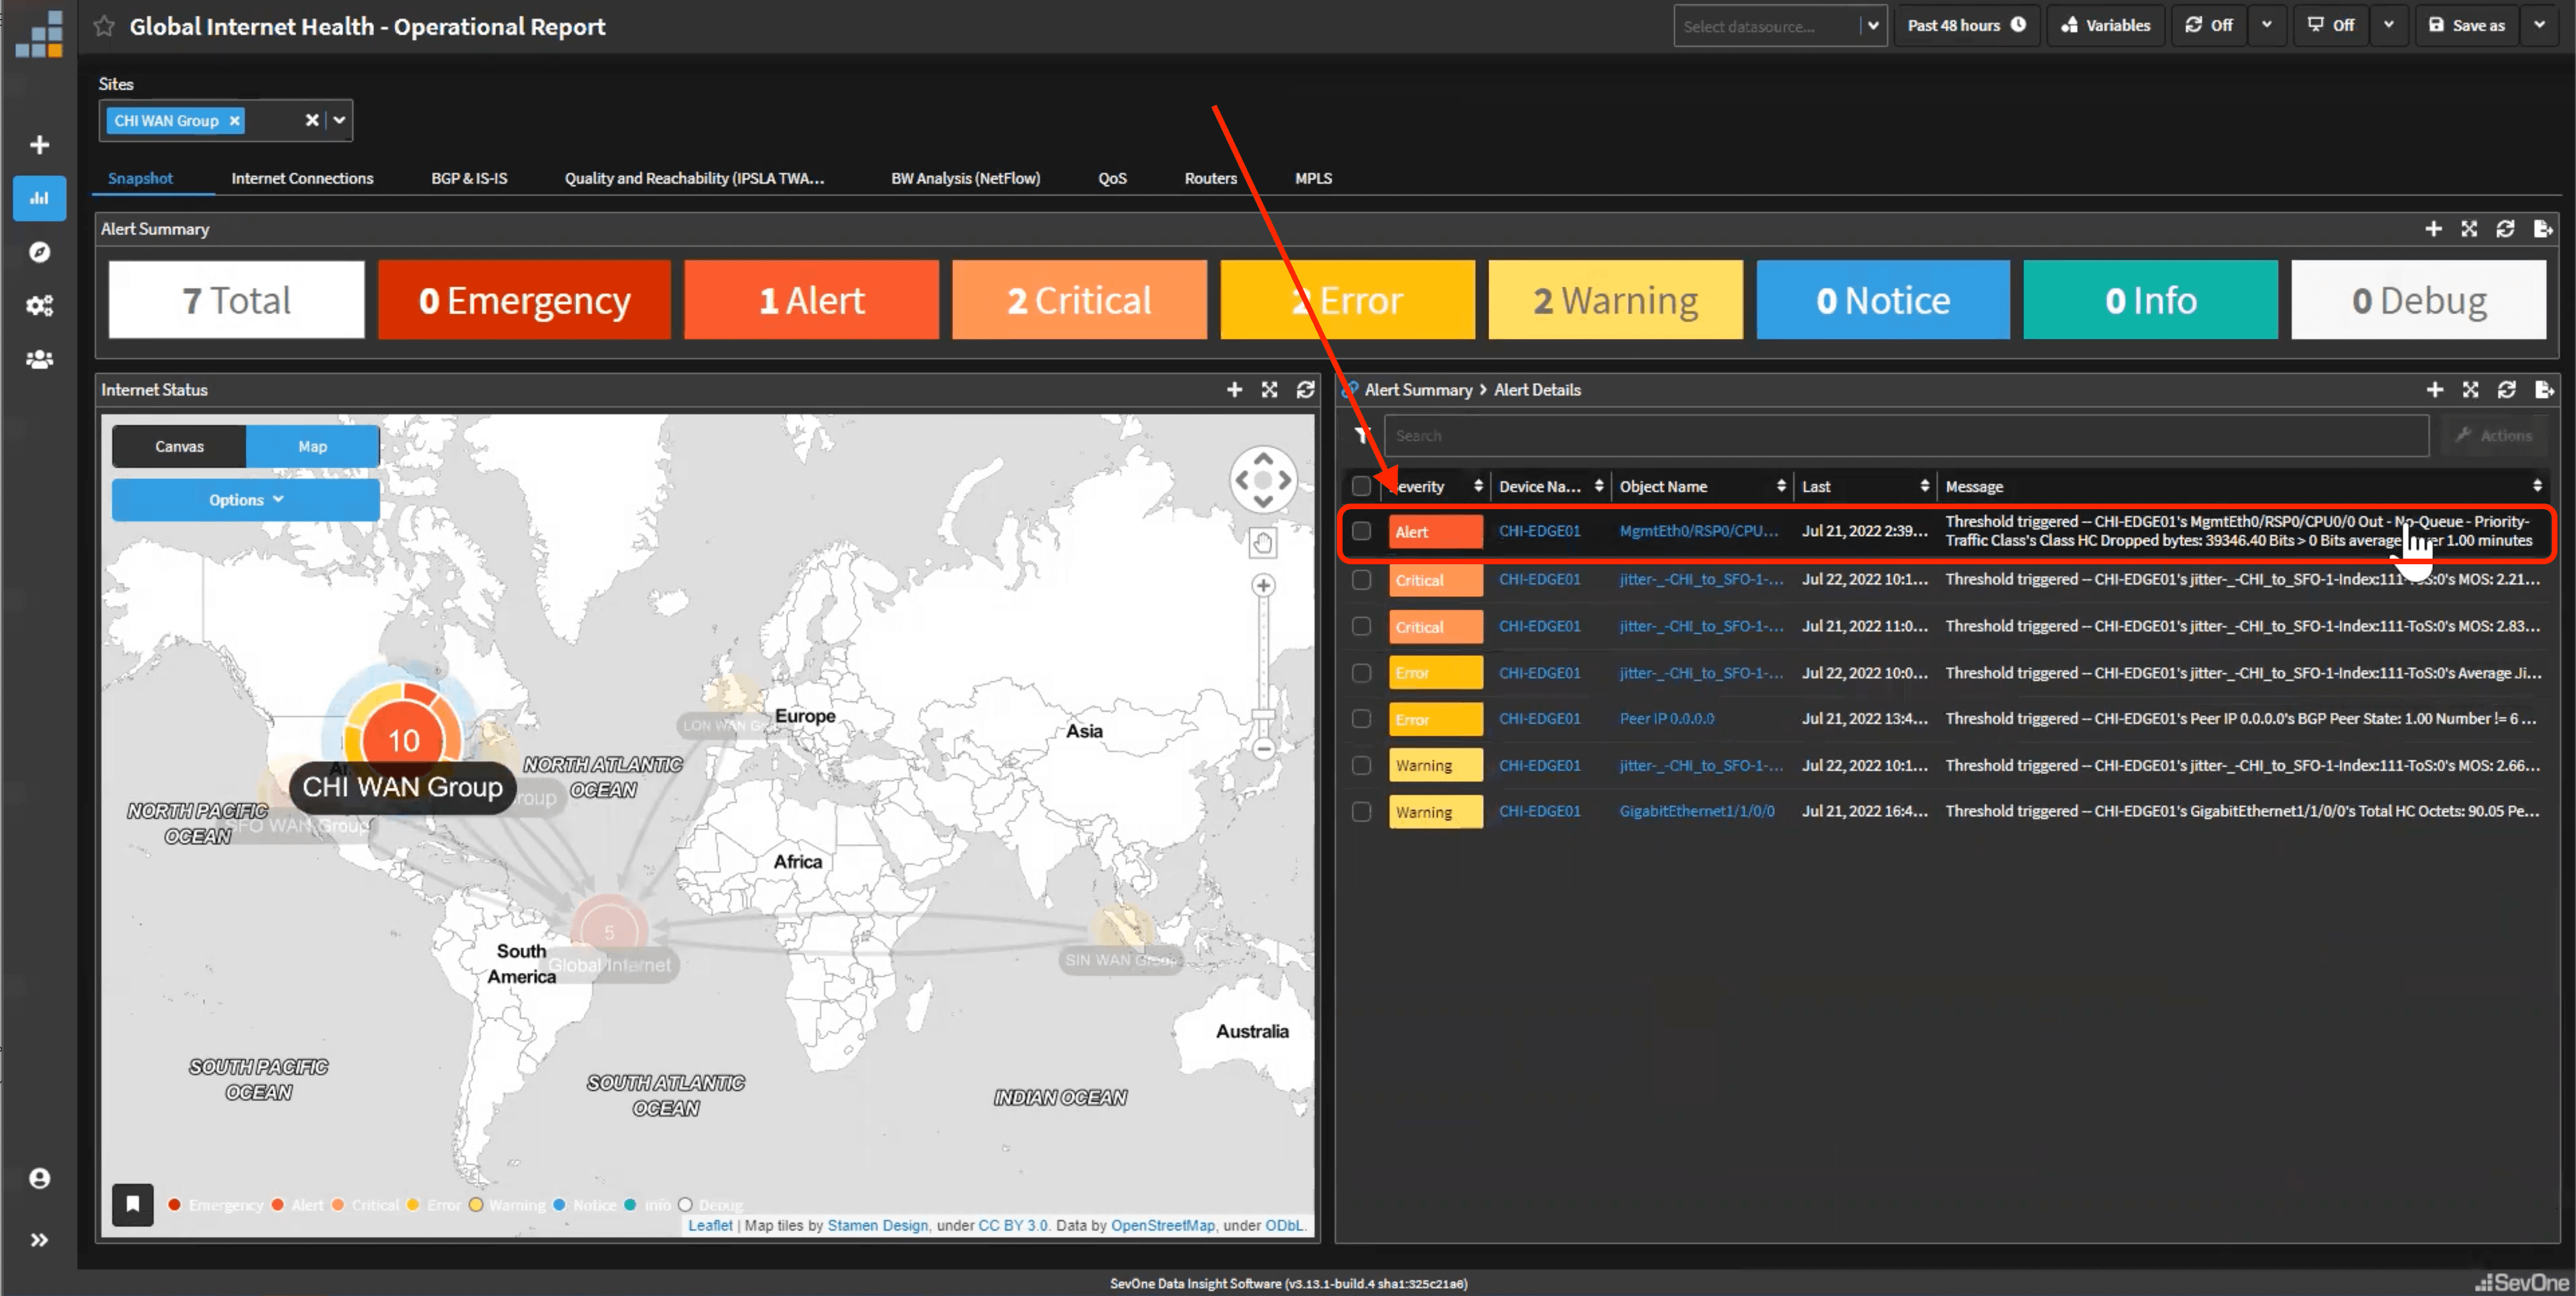 Global Internet Health - Operational Report
Select datasource...
Past 48 hours
Variables
Off
Off
Save as
Sites
CHI WAN Group
Snapshot
Internet Connections
BGP & IS-IS
Quality and Reachability (IPSLA TWA...
BW Analysis (NetFlow)
QoS
Routers
MPLS
Alert Summary
7 Total
0 Emergency
1 Alert
2 Critical
2 Error
2 Warning
0 Notice
0 Info
0 Debug
Internet Status
Canvas
Map
Options
10
CHI WAN Group
roup
SFO WAN Group
LON WAN G
NORTH ATLANTIC
OCEAN
NORTH PACIFIC
OCEAN
Europe
Asia
Africa
5
Global Internet
South
America
SIN WAN Group
Australia
SOUTH PACIFIC
OCEAN
SOUTH ATLANTIC
OCEAN
INDIAN OCEAN
Emergency Alert Critical Error Warning Notice Info Debug
Leaflet | Map tiles by Stamen Design, under CC BY 3.0. Data by OpenStreetMap, under ODbL.
Alert Summary > Alert Details
Search
Actions
everity Device Na... Object Name Last Message
Alert CHI-EDGE01 MgmtEth0/RSP0/CPU... Jul 21, 2022 2:39... Threshold triggered -- CHI-EDGE01's MgmtEth0/RSP0/CPU0/0 Out - No-Queue - Priority-
Traffic Class's Class HC Dropped bytes: 39346.40 Bits > 0 Bits average over 1.00 minutes
Critical CHI-EDGE01 jitter-_-CHI_to_SFO-1-... Jul 22, 2022 10:1... Threshold triggered -- CHI-EDGE01's jitter-_-CHI_to_SFO-1-Index:111-ToS:0's MOS: 2.21...
Critical CHI-EDGE01 jitter-_-CHI_to_SFO-1-... Jul 21, 2022 11:0... Threshold triggered -- CHI-EDGE01's jitter-_-CHI_to_SFO-1-Index:111-ToS:0's MOS: 2.83...
Error CHI-EDGE01 jitter-_-CHI_to_SFO-1-... Jul 22, 2022 10:0... Threshold triggered -- CHI-EDGE01's jitter-_-CHI_to_SFO-1-Index:111-ToS:0's Average Ji...
Error CHI-EDGE01 Peer IP 0.0.0.0 Jul 21, 2022 13:4... Threshold triggered -- CHI-EDGE01's Peer IP 0.0.0.0's BGP Peer State: 1.00 Number != 6 ...
Warning CHI-EDGE01 jitter-_-CHI_to_SFO-1-... Jul 22, 2022 10:1... Threshold triggered -- CHI-EDGE01's jitter-_-CHI_to_SFO-1-Index:111-ToS:0's MOS: 2.66...
Warning CHI-EDGE01 GigabitEthernet1/1/0/0 Jul 21, 2022 16:4... Threshold triggered -- CHI-EDGE01's GigabitEthernet1/1/0/0's Total HC Octets: 90.05 Pe...
SevOne Data Insight Software (v3.13.1-build.4 sha1:325c21a6)
SevOne